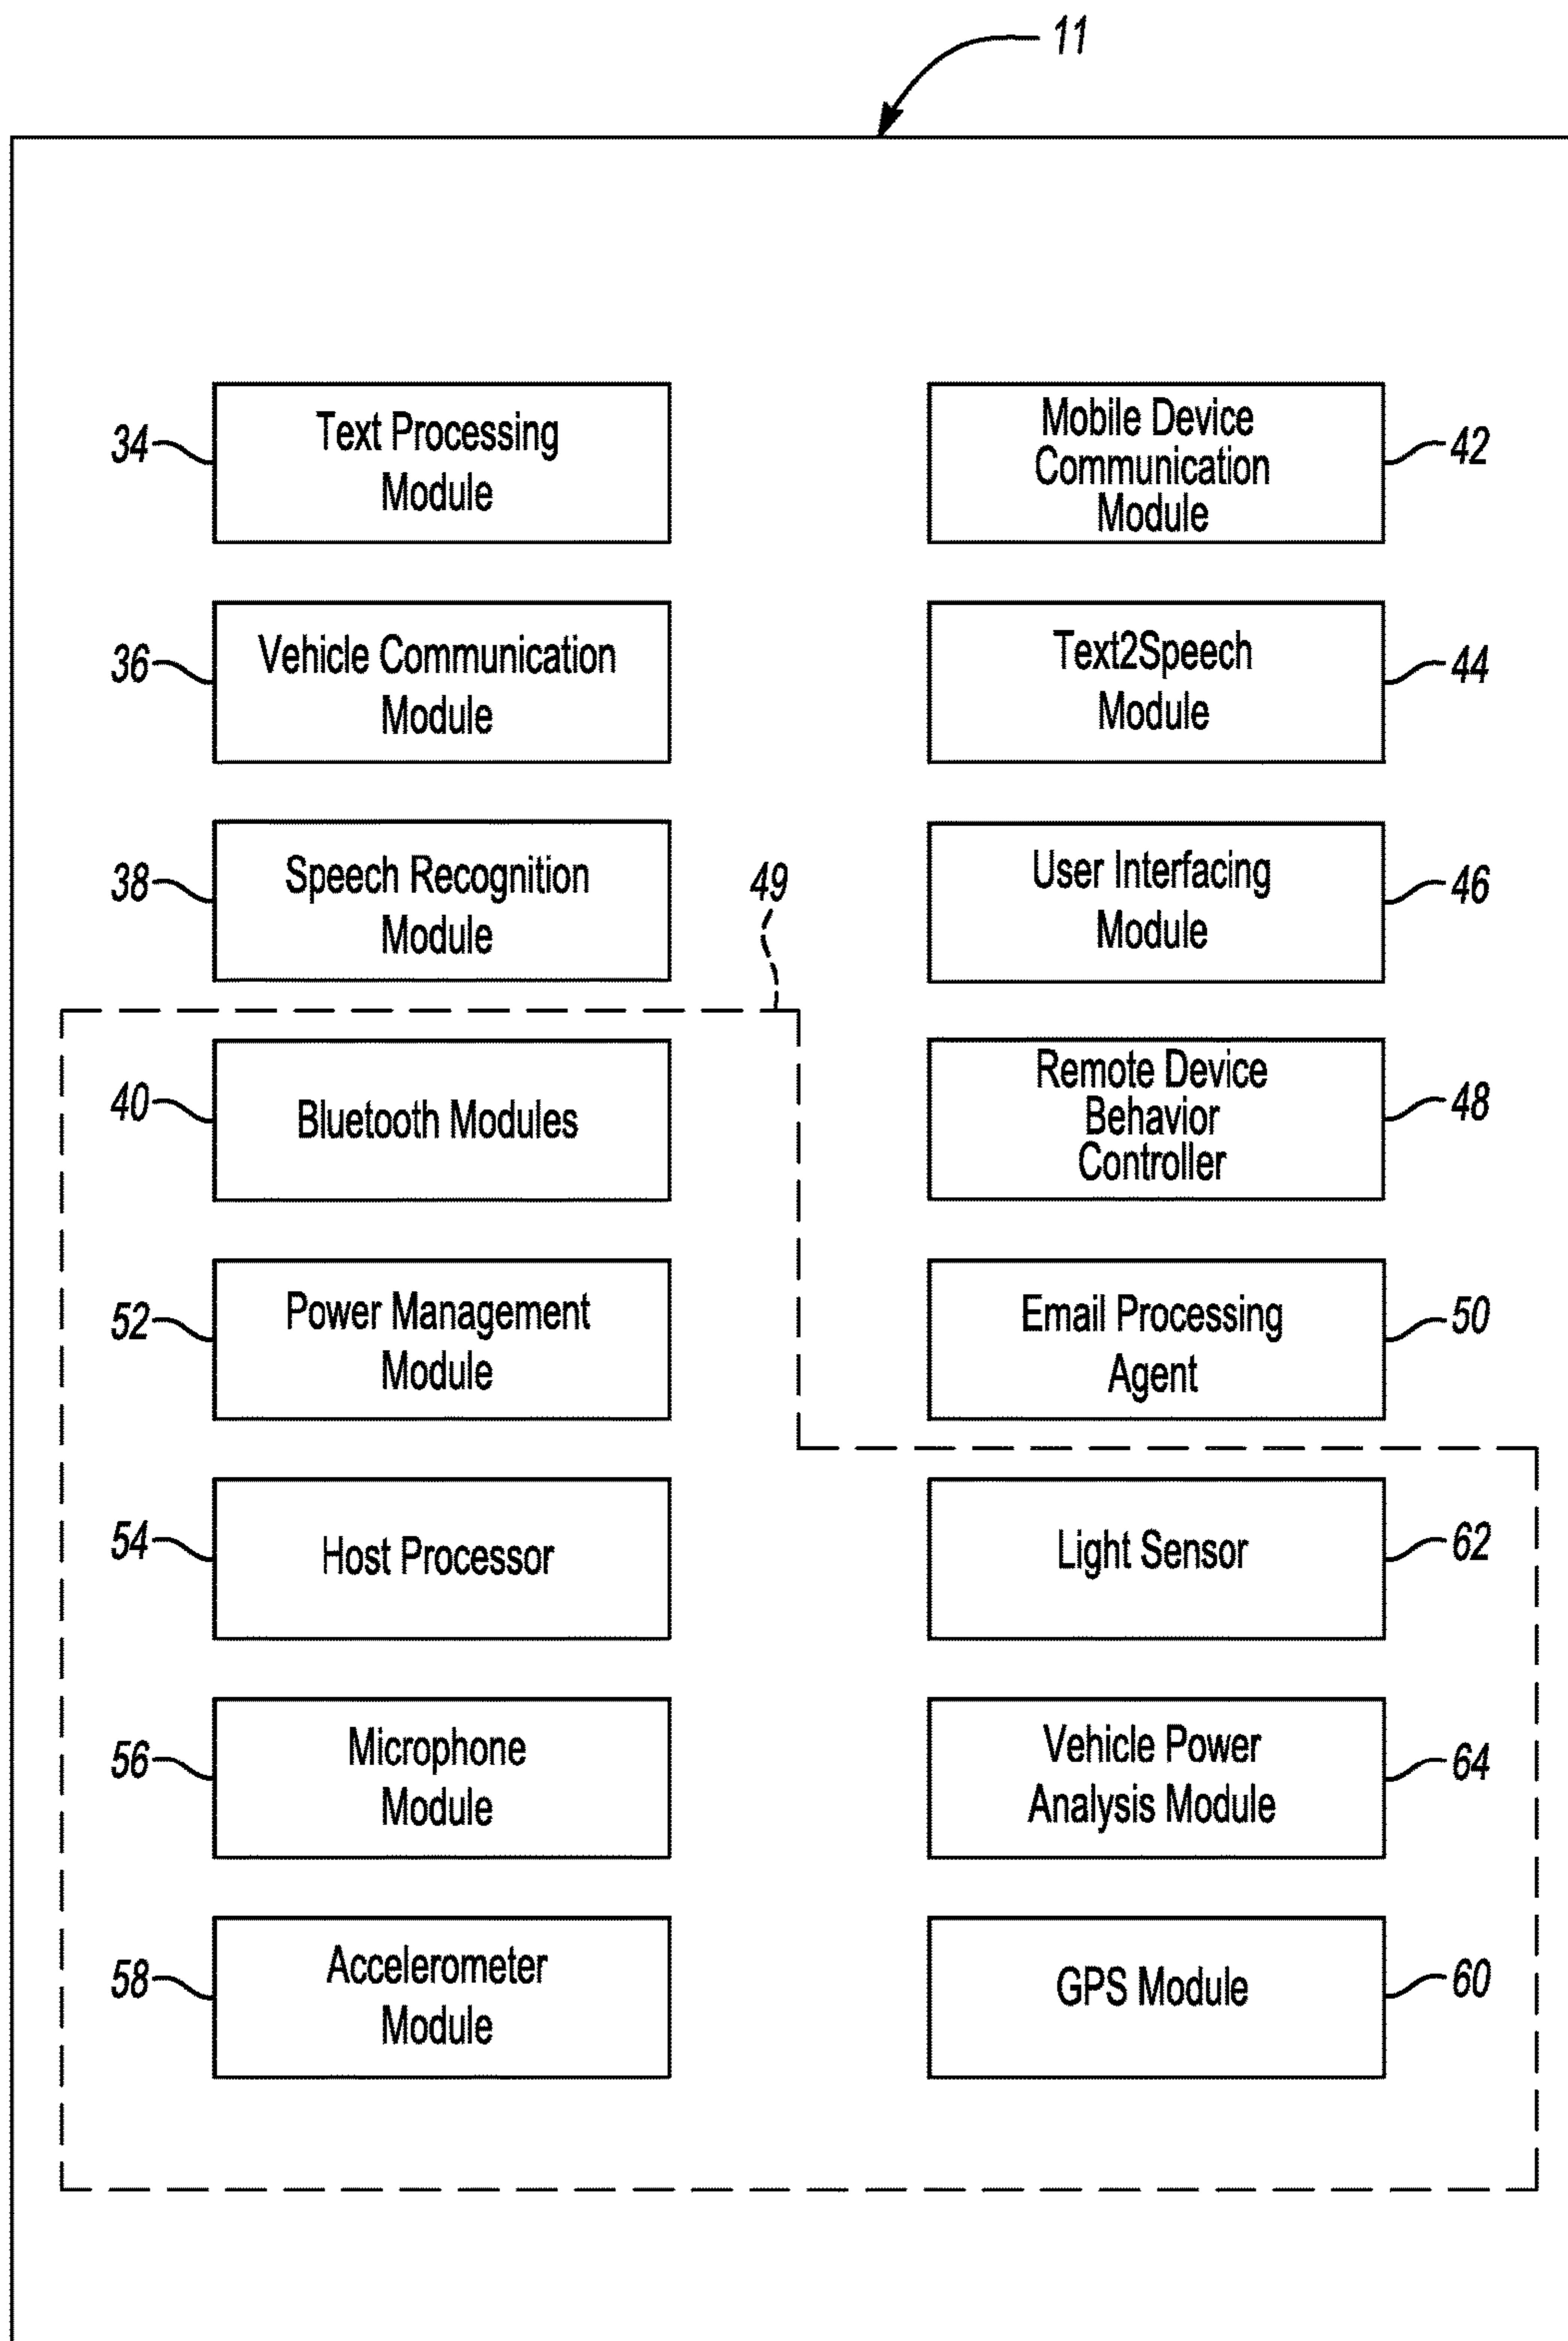 11
34
Text Processing
Module
Mobile Device
Communication
Module
42
36
Vehicle Communication
Module
Text2Speech
Module
44
38
Speech Recognition
Module
49
User Interfacing
Module
46
40
Bluetooth Modules
Remote Device
Behavior
Controller
48
52
Power Management
Module
Email Processing
Agent
50
54
Host Processor
Light Sensor
62
56
Microphone
Module
Vehicle Power
Analysis Module
64
58
Accelerometer
Module
GPS Module
60